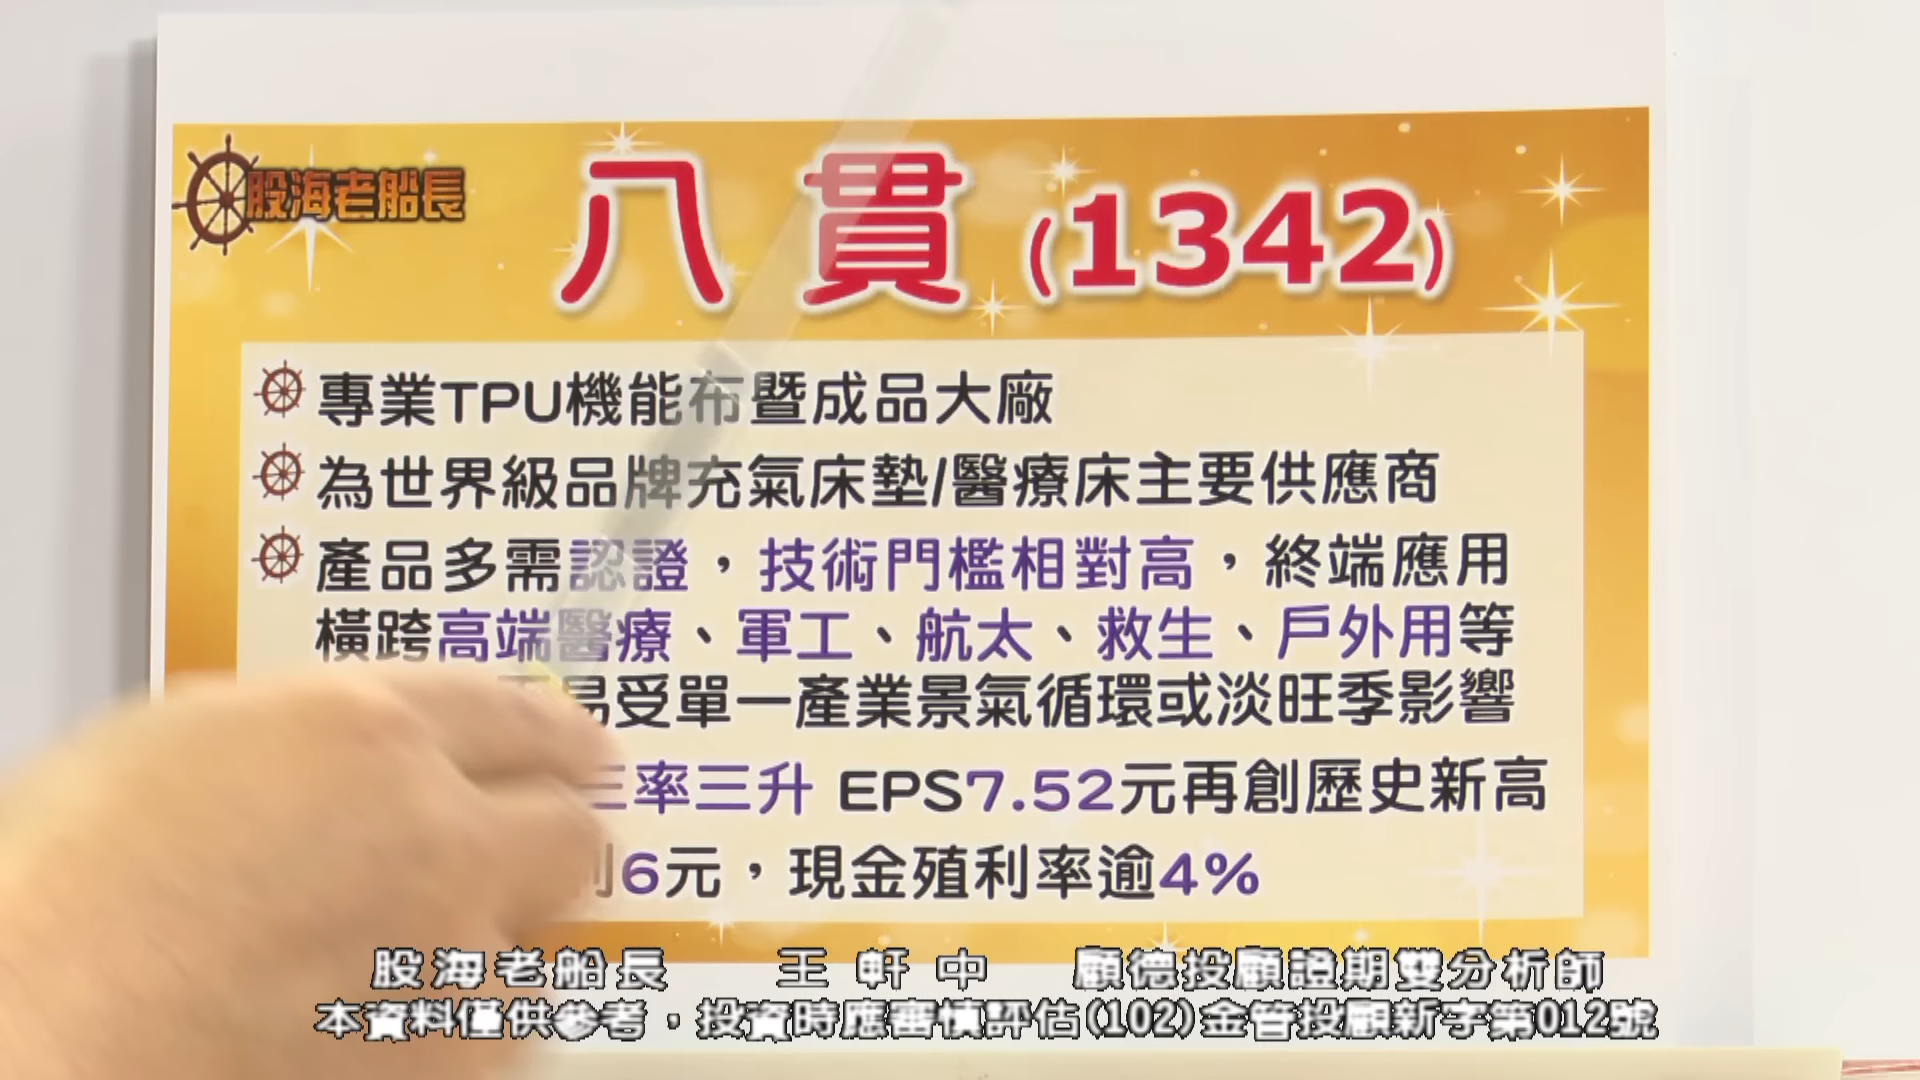 股海老船長
八貫(1342)
專業TPU機能布暨成品大廠
為世界級品牌充氣床墊/醫療床主要供應商
產品多需認證,技術門檻相對高,終端應用
橫跨高端醫療、軍工、航太、救生、戶外用等
易受單一產業景氣循環或淡旺季影響
三率三升 EPS7.52元再創歷史新高
利6元,現金殖利率逾4%
股海老船長 王軒中 顧德投顧證期雙分析師
本資料僅供參考,投資時應審慎評估(102)金管投顧新字第012號